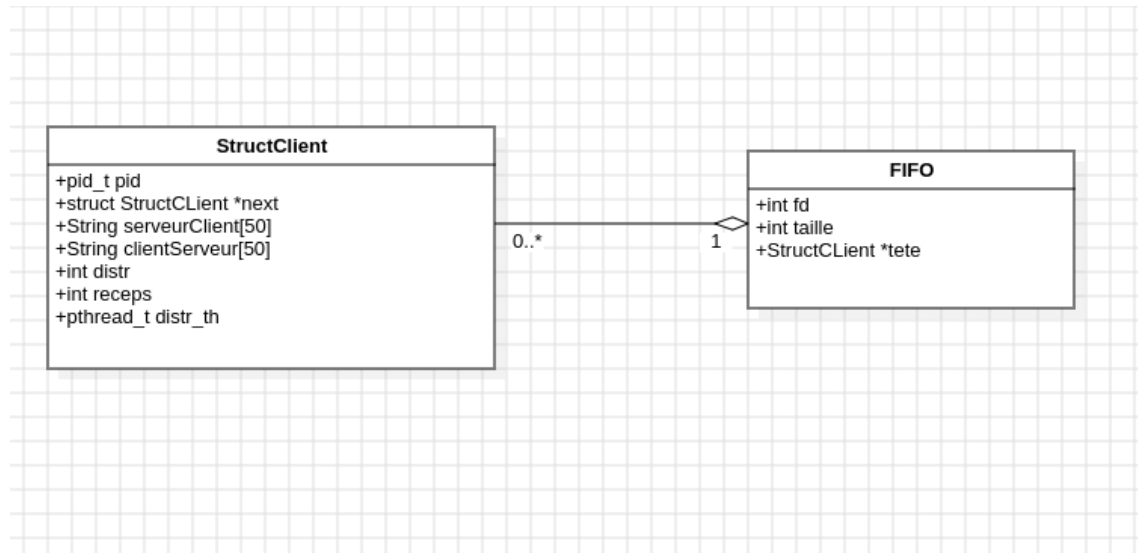 StructClient
+pid_t pid
+struct StructCLient *next
+String serveurClient[50]
+String clientServeur[50]
+int distr
+int receps
+pthread_t distr_th
0..*
1
FIFO
+int fd
+int taille
+StructCLient *tete